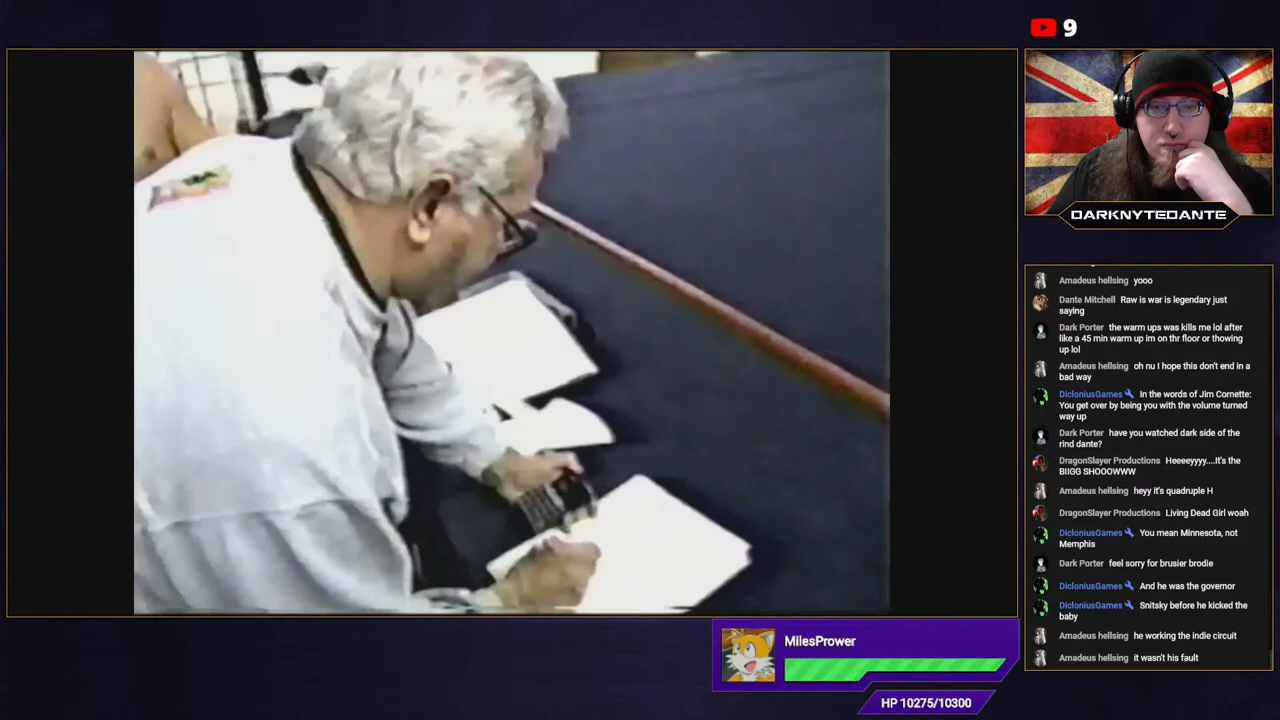 9
DARKNYTEDANTE
Amadeus hellsing yooo
Dante Mitchell Raw is war is legendary just
saying
Dark Porter the warm ups was kills me lol after
like a 45 min warm up im on thr floor or thowing
up lol
Amadeus hellsing oh nu I hope this don't end in a
bad way
DicloniusGames In the words of Jim Cornette:
You get over by being you with the volume turned
way up
Dark Porter have you watched dark side of the
rind dante?
DragonSlayer Productions Heeeeyyyy....It's the
BIIGG SHOOOWWW
Amadeus hellsing heyy it's quadruple H
DragonSlayer Productions Living Dead Girl woah
DicloniusGames You mean Minnesota, not
Memphis
Dark Porter feel sorry for brusier brodie
DicloniusGames And he was the governor
DicloniusGames Snitsky before he kicked the
baby
Amadeus hellsing he working the indie circuit
Amadeus hellsing it wasn't his fault
MilesPrower
HP 10275/10300